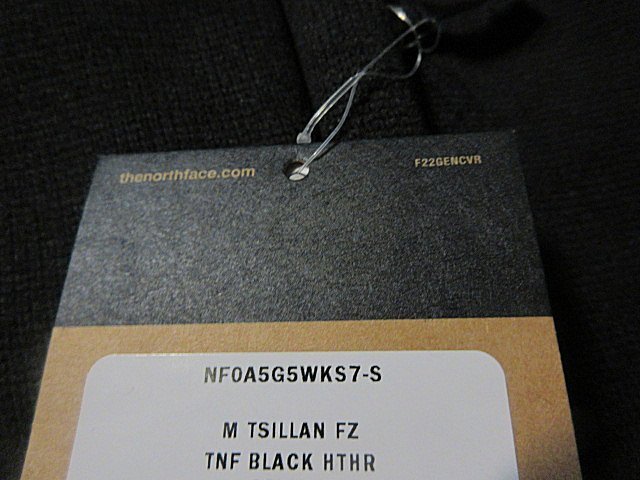 thenorthface.com
F22GENCVR
NF0A5G5WKS7-S
M TSILLAN FZ
TNF BLACK HTHR